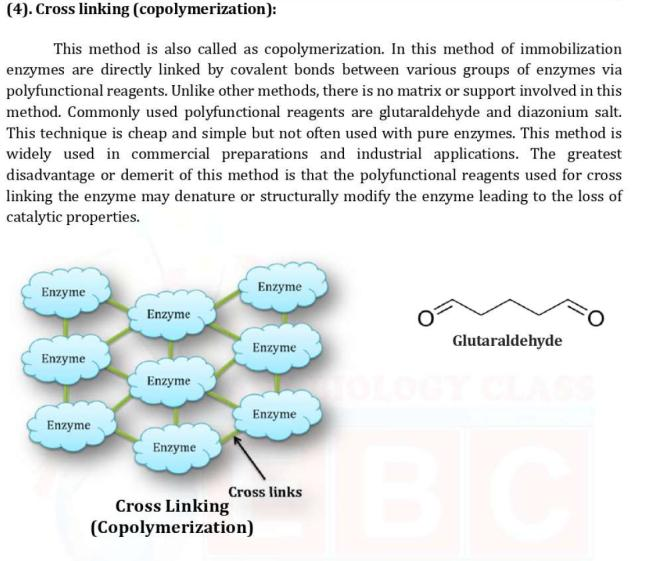 (4). Cross linking (copolymerization):
This method is also called as copolymerization. In this method of immobilization
enzymes are directly linked by covalent bonds between various groups of enzymes via
polyfunctional reagents. Unlike other methods, there is no matrix or support involved in this
method. Commonly used polyfunctional reagents are glutaraldehyde and diazonium salt.
This technique is cheap and simple but not often used with pure enzymes. This method is
widely used in commercial preparations and industrial applications. The greatest
disadvantage or demerit of this method is that the polyfunctional reagents used for cross
linking the enzyme may denature or structurally modify the enzyme leading to the loss of
catalytic properties.
Enzyme
Enzyme
Enzyme
Enzyme
Enzyme
Enzyme
Enzyme
Enzyme
Enzyme
Cross links
Cross Linking
(Copolymerization)
O
O
Glutaraldehyde
CLASS
E B C